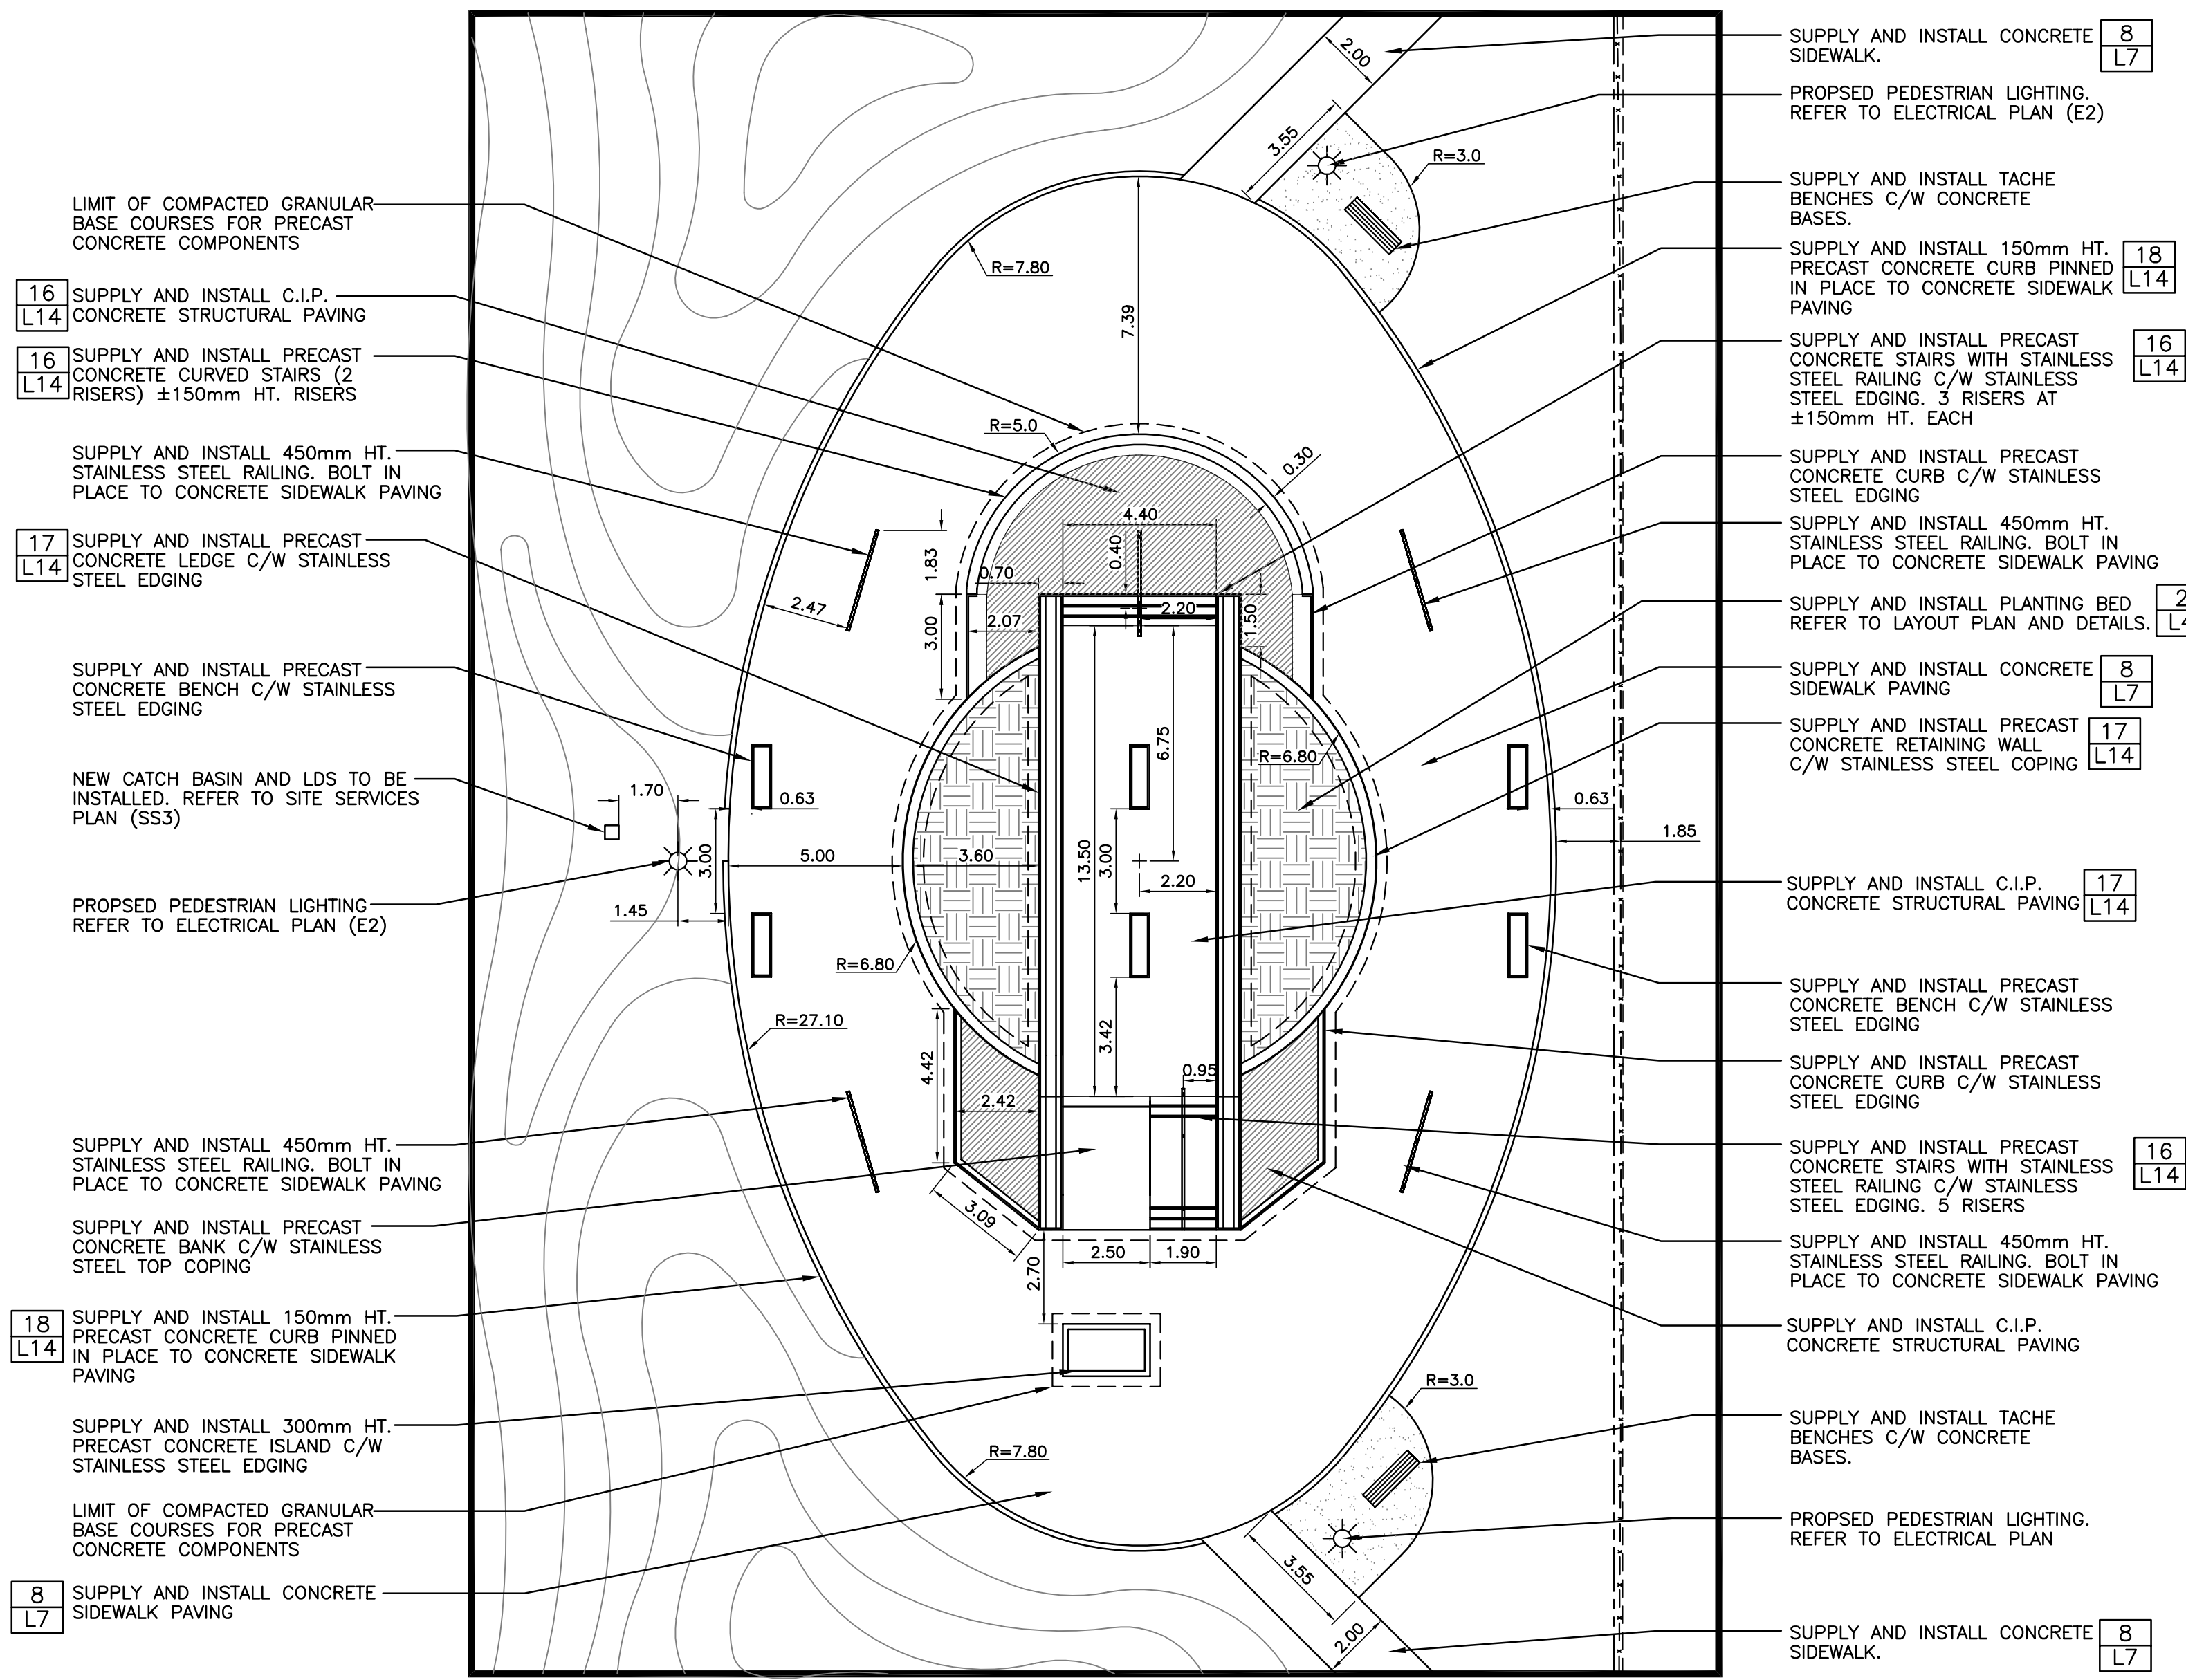 LIMIT OF COMPACTED GRANULAR
BASE COURSES FOR PRECAST
CONCRETE COMPONENTS
16
L14
SUPPLY AND INSTALL C.I.P.
CONCRETE STRUCTURAL PAVING
16
L14
SUPPLY AND INSTALL PRECAST
CONCRETE CURVED STAIRS (2
RISERS) ±150mm HT. RISERS
SUPPLY AND INSTALL 450mm HT.
STAINLESS STEEL RAILING. BOLT IN
PLACE TO CONCRETE SIDEWALK PAVING
17
L14
SUPPLY AND INSTALL PRECAST
CONCRETE LEDGE C/W STAINLESS
STEEL EDGING
SUPPLY AND INSTALL PRECAST
CONCRETE BENCH C/W STAINLESS
STEEL EDGING
NEW CATCH BASIN AND LDS TO BE
INSTALLED. REFER TO SITE SERVICES
PLAN (SS3)
PROPSED PEDESTRIAN LIGHTING
REFER TO ELECTRICAL PLAN (E2)
SUPPLY AND INSTALL 450mm HT.
STAINLESS STEEL RAILING. BOLT IN
PLACE TO CONCRETE SIDEWALK PAVING
SUPPLY AND INSTALL PRECAST
CONCRETE BANK C/W STAINLESS
STEEL TOP COPING
18
L14
SUPPLY AND INSTALL 150mm HT.
PRECAST CONCRETE CURB PINNED
IN PLACE TO CONCRETE SIDEWALK
PAVING
SUPPLY AND INSTALL 300mm HT.
PRECAST CONCRETE ISLAND C/W
STAINLESS STEEL EDGING
LIMIT OF COMPACTED GRANULAR
BASE COURSES FOR PRECAST
CONCRETE COMPONENTS
8
L7
SUPPLY AND INSTALL CONCRETE
SIDEWALK PAVING
2.00
3.55
R=3.0
R=7.80
7.39
R=5.0
0.30
4.40
0.40
1.83
0.70
2.47
2.20
1.50
3.00
2.07
6.75
R=6.80
1.70
0.63
0.63
1.85
3.00
5.00
3.60
13.50
3.00
2.20
1.45
R=6.80
R=27.10
3.42
4.42
0.95
2.42
3.09
2.50
1.90
2.70
R=3.0
R=7.80
3.55
2.00
SUPPLY AND INSTALL CONCRETE
SIDEWALK.
8
L7
PROPSED PEDESTRIAN LIGHTING.
REFER TO ELECTRICAL PLAN (E2)
SUPPLY AND INSTALL TACHE
BENCHES C/W CONCRETE
BASES.
SUPPLY AND INSTALL 150mm HT.
PRECAST CONCRETE CURB PINNED
IN PLACE TO CONCRETE SIDEWALK
PAVING
18
L14
SUPPLY AND INSTALL PRECAST
CONCRETE STAIRS WITH STAINLESS
STEEL RAILING C/W STAINLESS
STEEL EDGING. 3 RISERS AT
±150mm HT. EACH
16
L14
SUPPLY AND INSTALL PRECAST
CONCRETE CURB C/W STAINLESS
STEEL EDGING
SUPPLY AND INSTALL 450mm HT.
STAINLESS STEEL RAILING. BOLT IN
PLACE TO CONCRETE SIDEWALK PAVING
SUPPLY AND INSTALL PLANTING BED
REFER TO LAYOUT PLAN AND DETAILS.
SUPPLY AND INSTALL CONCRETE
SIDEWALK PAVING
8
L7
SUPPLY AND INSTALL PRECAST
CONCRETE RETAINING WALL
C/W STAINLESS STEEL COPING
17
L14
SUPPLY AND INSTALL C.I.P.
CONCRETE STRUCTURAL PAVING
17
L14
SUPPLY AND INSTALL PRECAST
CONCRETE BENCH C/W STAINLESS
STEEL EDGING
SUPPLY AND INSTALL PRECAST
CONCRETE CURB C/W STAINLESS
STEEL EDGING
SUPPLY AND INSTALL PRECAST
CONCRETE STAIRS WITH STAINLESS
STEEL RAILING C/W STAINLESS
STEEL EDGING. 5 RISERS
16
L14
SUPPLY AND INSTALL 450mm HT.
STAINLESS STEEL RAILING. BOLT IN
PLACE TO CONCRETE SIDEWALK PAVING
SUPPLY AND INSTALL C.I.P.
CONCRETE STRUCTURAL PAVING
SUPPLY AND INSTALL TACHE
BENCHES C/W CONCRETE
BASES.
PROPSED PEDESTRIAN LIGHTING.
REFER TO ELECTRICAL PLAN
SUPPLY AND INSTALL CONCRETE
SIDEWALK.
8
L7